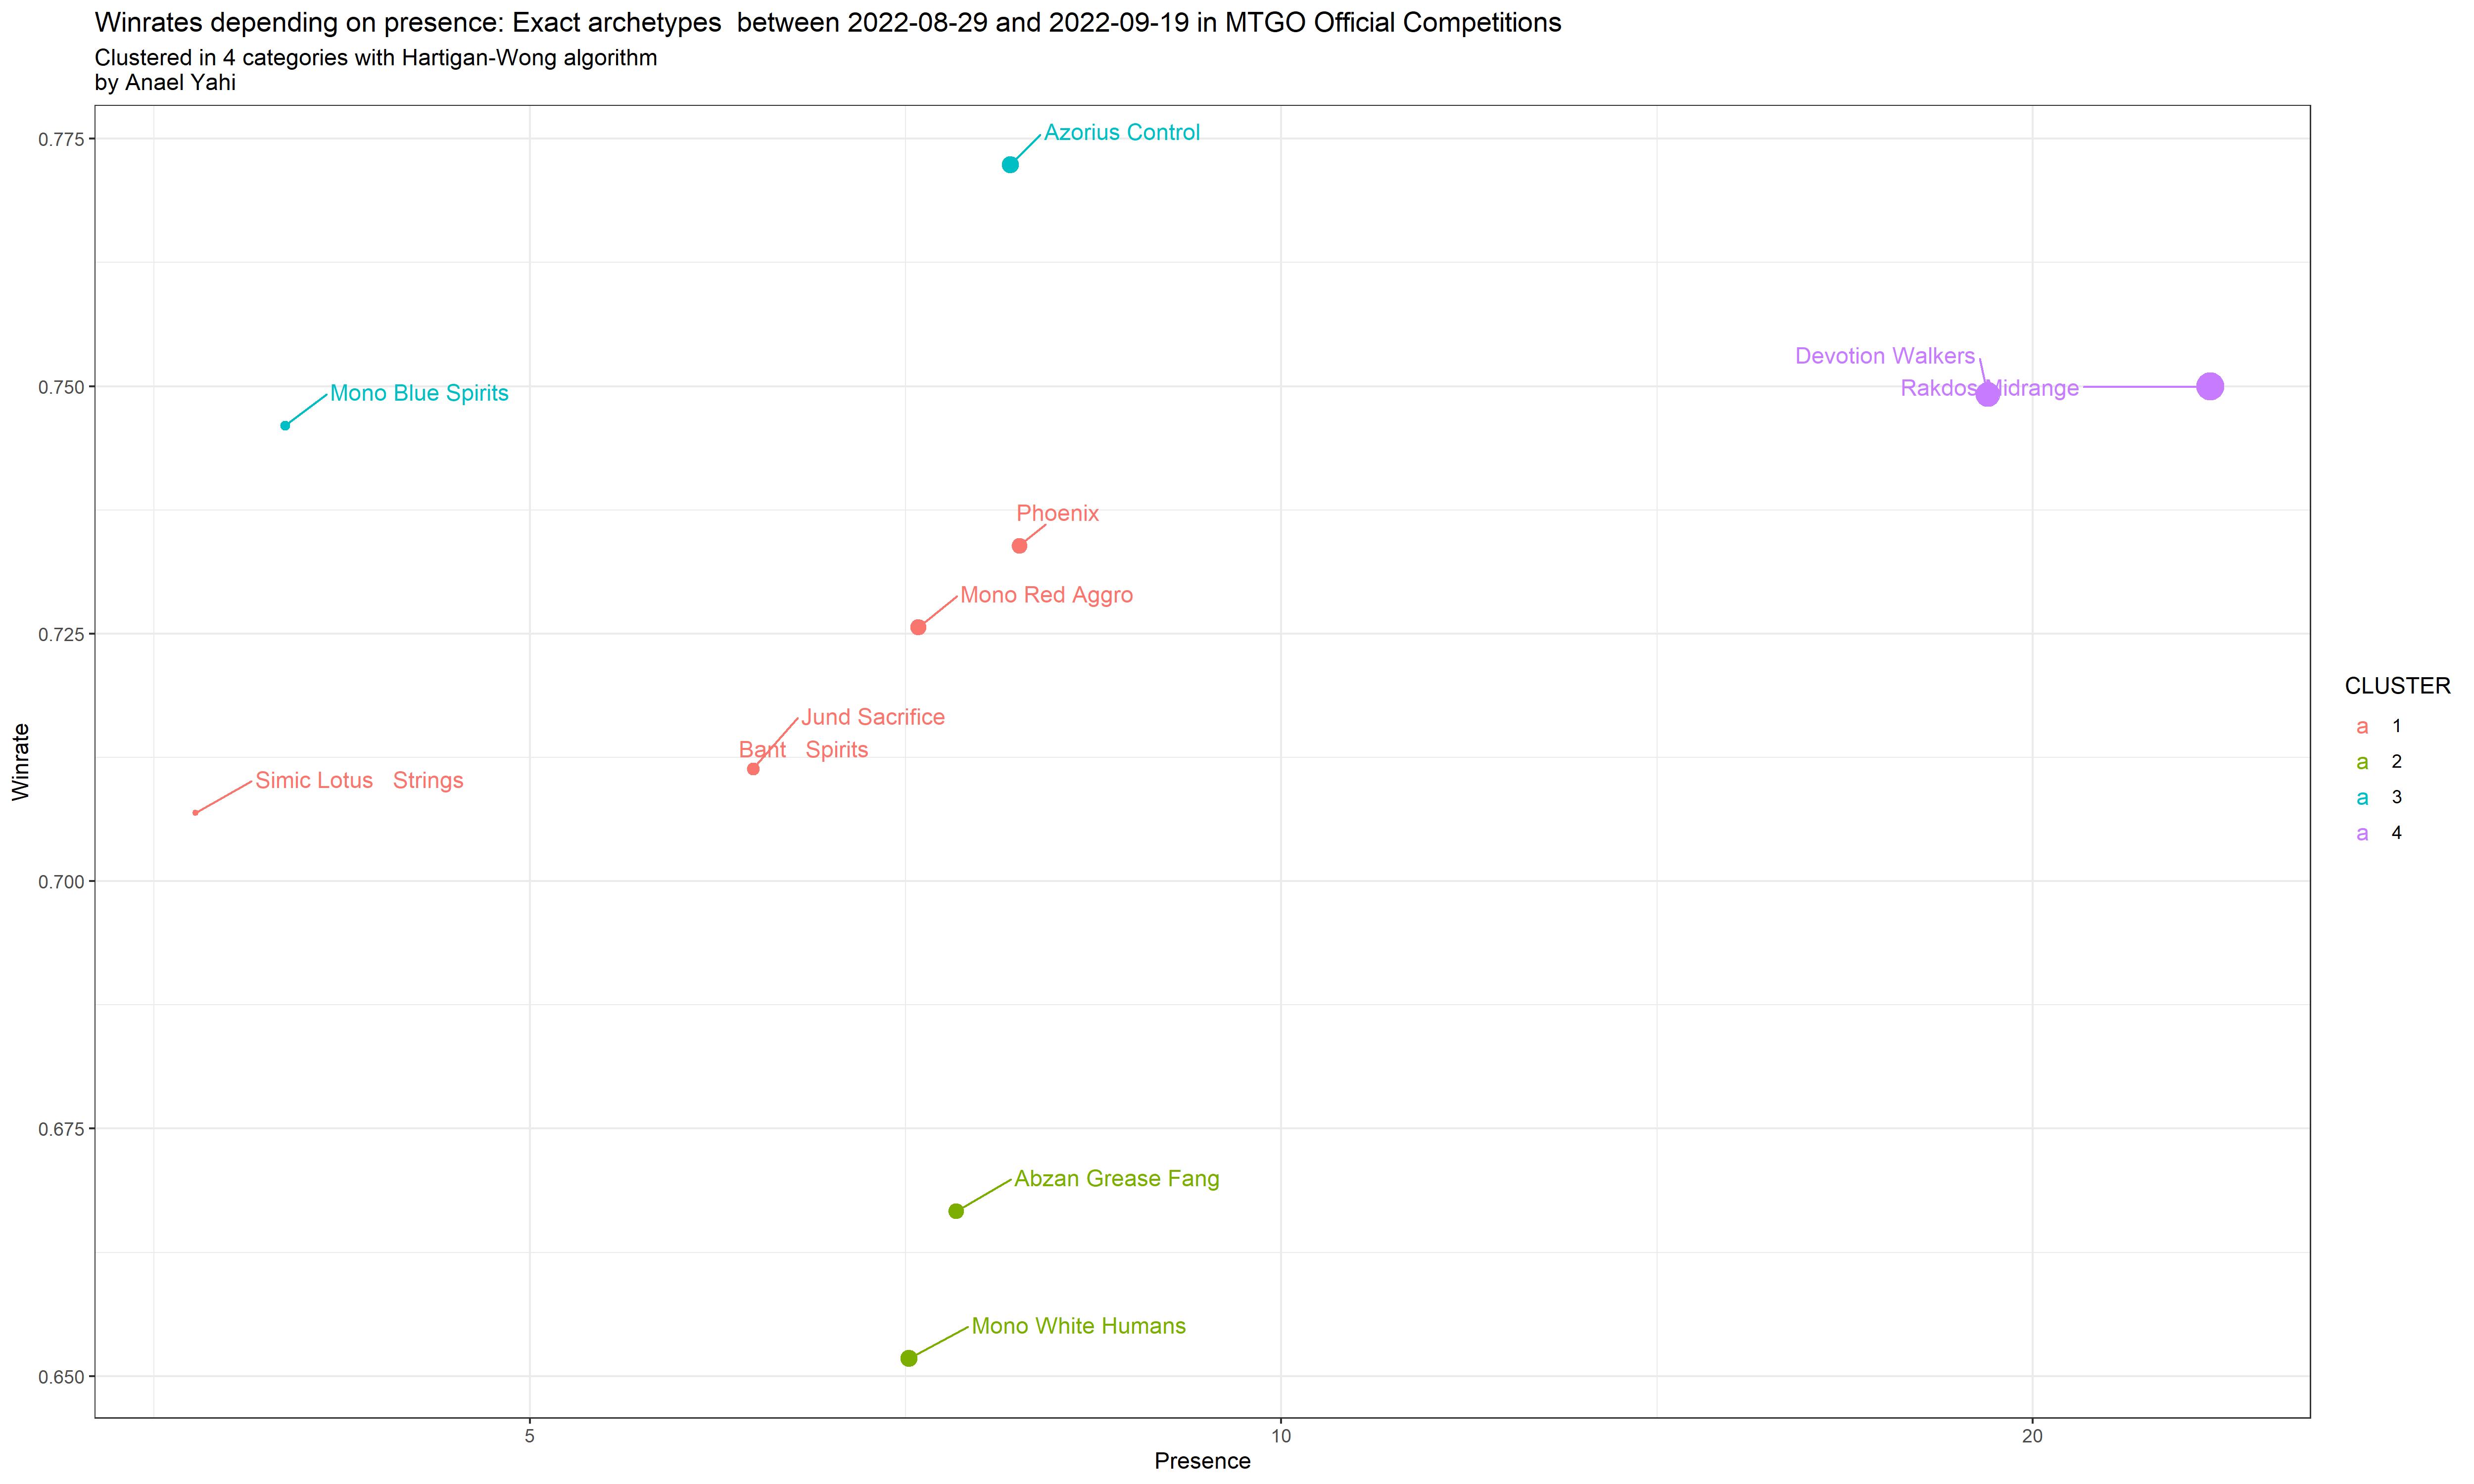 Winrates depending on presence: Exact archetypes  between 2022-08-29 and 2022-09-19 in MTGO Official Competitions
Clustered in 4 categories with Hartigan-Wong algorithm
by Anael Yahi
0.775
Azorius Control
Devotion Walkers
0.750
Mono Blue Spirits
Rakdos Midrange
Phoenix
Mono Red Aggro
0.725
Jund Sacrifice
Bant   Spirits
Simic Lotus   Strings
0.700
0.675
Abzan Grease Fang
Mono White Humans
0.650
Winrate
5
10
20
Presence
CLUSTER
a 1
a 2
a 3
a 4